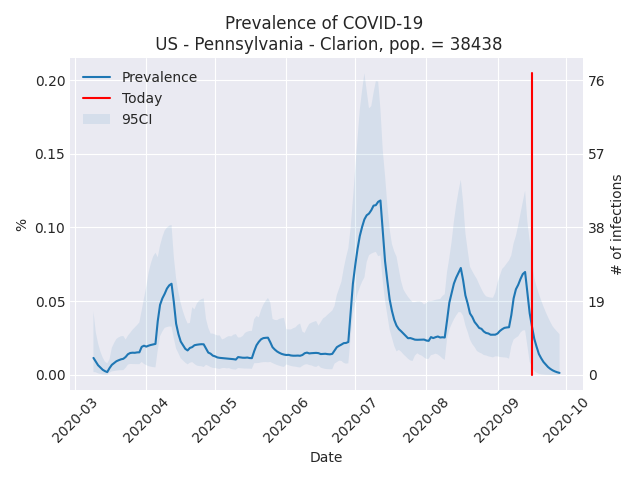 Prevalence of COVID-19
US - Pennsylvania - Clarion, pop. = 38438
Prevalence
Today
95CI
0.20
0.15
0.10
0.05
0.00
%
76
57
38
19
0
# of infections
2020-03
2020-04
2020-05
2020-06
2020-07
2020-08
2020-09
2020-10
Date